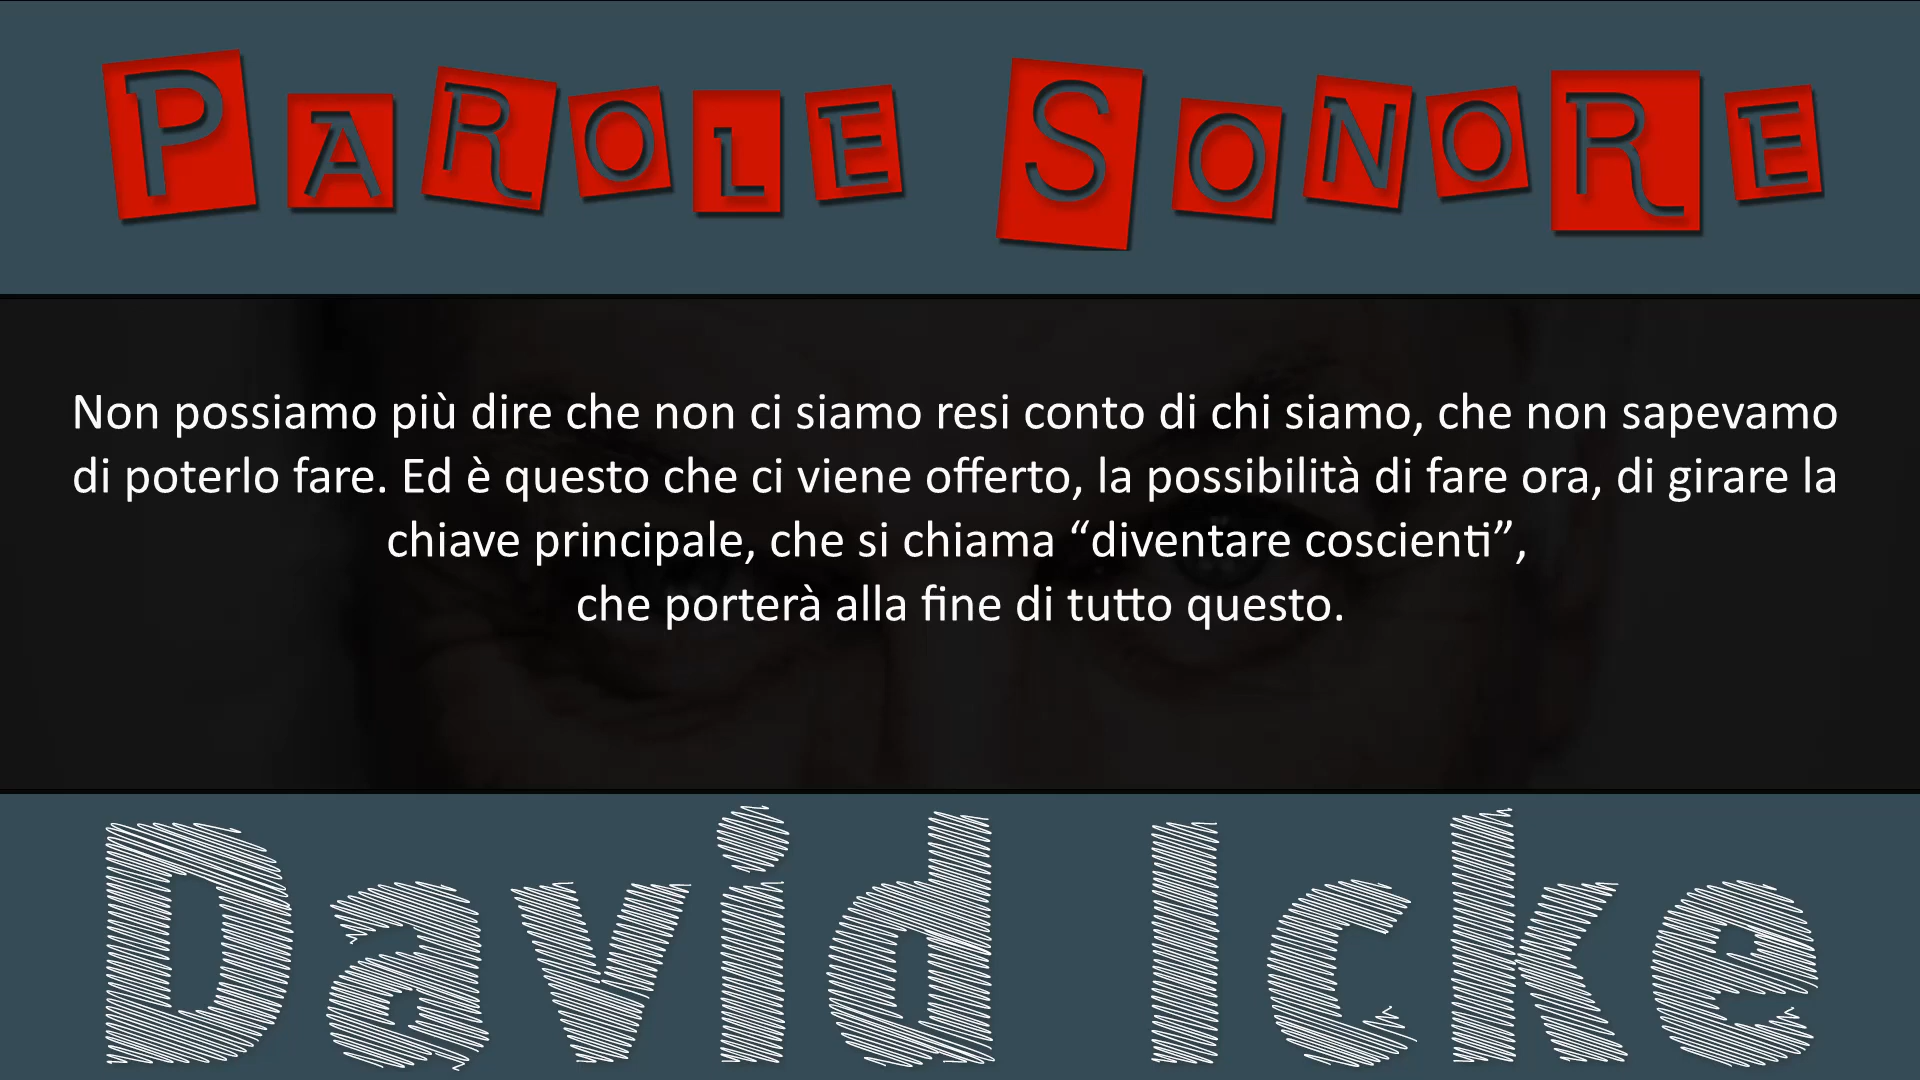 PAROLE SONORE
Non possiamo più dire che non ci siamo resi conto di chi siamo, che non sapevamo
di poterlo fare. Ed è questo che ci viene offerto, la possibilità di fare ora, di girare la
chiave principale, che si chiama “diventare coscienti”,
che porterà alla fine di tutto questo.
David Icke